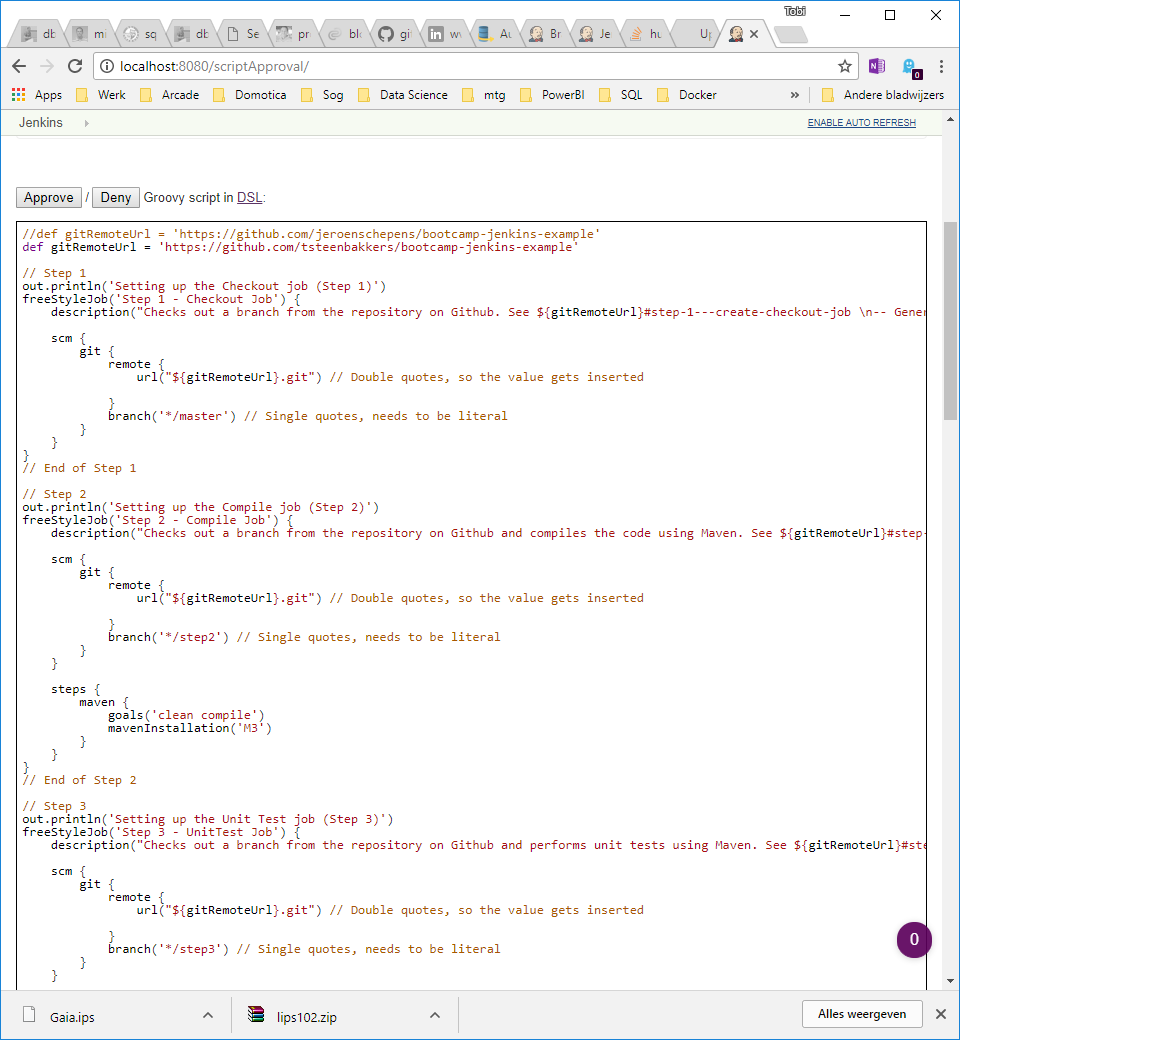 Tobi
db
mi
sq
db
Se
pr
blo
git
wv
Au
Br
Je
hu
Up
localhost:8080/scriptApproval/
0
Apps
Werk
Arcade
Domotica
Sog
Data Science
mtg
PowerBI
SQL
Docker
»
Andere bladwijzers
Jenkins
ENABLE AUTO REFRESH
Approve / Deny Groovy script in DSL:
//def gitRemoteUrl = 'https://github.com/jeroenschepens/bootcamp-jenkins-example'
def gitRemoteUrl = 'https://github.com/tsteenbakkers/bootcamp-jenkins-example'
// Step 1
out.println('Setting up the Checkout job (Step 1)')
freeStyleJob('Step 1 - Checkout Job') {
description("Checks out a branch from the repository on Github. See ${gitRemoteUrl}#step-1---create-checkout-job \n-- Gener
scm {
git {
remote {
url("${gitRemoteUrl}.git") // Double quotes, so the value gets inserted
}
branch('*/master') // Single quotes, needs to be literal
}
}
}
// End of Step 1
// Step 2
out.println('Setting up the Compile job (Step 2)')
freeStyleJob('Step 2 - Compile Job') {
description("Checks out a branch from the repository on Github and compiles the code using Maven. See ${gitRemoteUrl}#step-
scm {
git {
remote {
url("${gitRemoteUrl}.git") // Double quotes, so the value gets inserted
}
branch('*/step2') // Single quotes, needs to be literal
}
}
steps {
maven {
goals('clean compile')
mavenInstallation('M3')
}
}
}
// End of Step 2
// Step 3
out.println('Setting up the Unit Test job (Step 3)')
freeStyleJob('Step 3 - UnitTest Job') {
description("Checks out a branch from the repository on Github and performs unit tests using Maven. See ${gitRemoteUrl}#ste
scm {
git {
remote {
url("${gitRemoteUrl}.git") // Double quotes, so the value gets inserted
}
branch('*/step3') // Single quotes, needs to be literal
}
}
0
Gaia.ips
lips102.zip
Alles weergeven